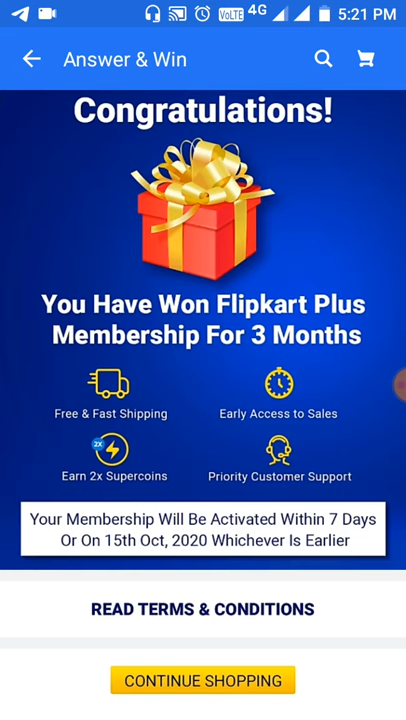 VoLTE 4G 5:21 PM
Answer & Win
Congratulations!
You Have Won Flipkart Plus
Membership For 3 Months
Free & Fast Shipping
Early Access to Sales
2X
Earn 2x Supercoins
Priority Customer Support
Your Membership Will Be Activated Within 7 Days
Or On 15th Oct, 2020 Whichever Is Earlier
READ TERMS & CONDITIONS
CONTINUE SHOPPING